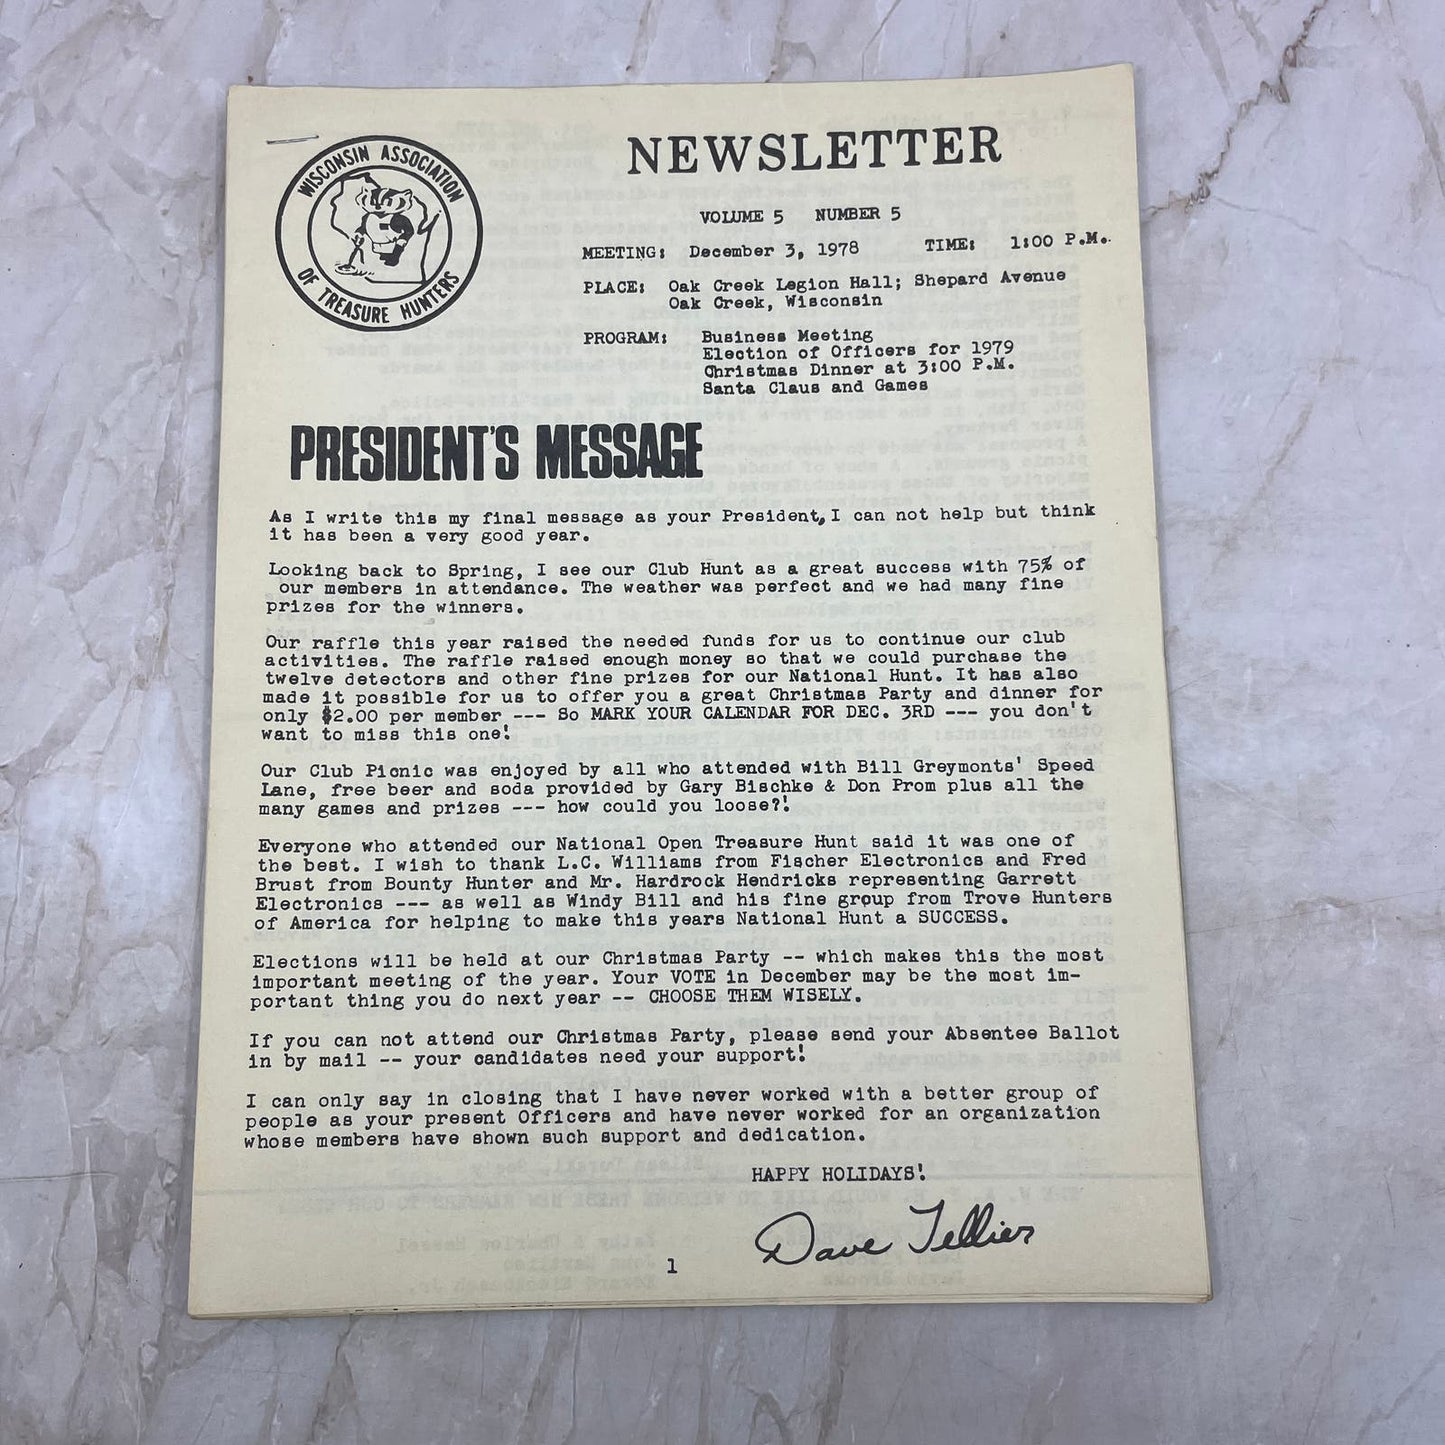 WISCONSIN ASSOCIATION
OF TREASURE HUNTERS
NEWSLETTER
VOLUME 5 NUMBER 5
MEETING: December 3, 1978 TIME: 1:00 P.M.
PLACE: Oak Creek Legion Hall; Shepard Avenue
Oak Creek, Wisconsin
PROGRAM: Business Meeting
Election of Officers for 1979
Christmas Dinner at 3:00 P.M.
Santa Claus and Games
PRESIDENT'S MESSAGE
As I write this my final message as your President, I can not help but think
it has been a very good year.
Looking back to Spring, I see our Club Hunt as a great success with 75% of
our members in attendance. The weather was perfect and we had many fine
prizes for the winners.
Our raffle this year raised the needed funds for us to continue our club
activities. The raffle raised enough money so that we could purchase the
twelve detectors and other fine prizes for our National Hunt. It has also
made it possible for us to offer you a great Christmas Party and dinner for
only $2.00 per member --- So MARK YOUR CALENDAR FOR DEC. 3RD --- you don't
want to miss this one!
Our Club Picnic was enjoyed by all who attended with Bill Greymonts' Speed
Lane, free beer and soda provided by Gary Bischke & Don Prom plus all the
many games and prizes --- how could you loose?!
Everyone who attended our National Open Treasure Hunt said it was one of
the best. I wish to thank L.C. Williams from Fischer Electronics and Fred
Brust from Bounty Hunter and Mr. Hardrock Hendricks representing Garrett
Electronics --- as well as Windy Bill and his fine group from Trove Hunters
of America for helping to make this years National Hunt a SUCCESS.
Elections will be held at our Christmas Party -- which makes this the most
important meeting of the year. Your VOTE in December may be the most im-
portant thing you do next year -- CHOOSE THEM WISELY.
If you can not attend our Christmas Party, please send your Absentee Ballot
in by mail -- your candidates need your support!
I can only say in closing that I have never worked with a better group of
people as your present Officers and have never worked for an organization
whose members have shown such support and dedication.
HAPPY HOLIDAYS!
Dave Tellier
1